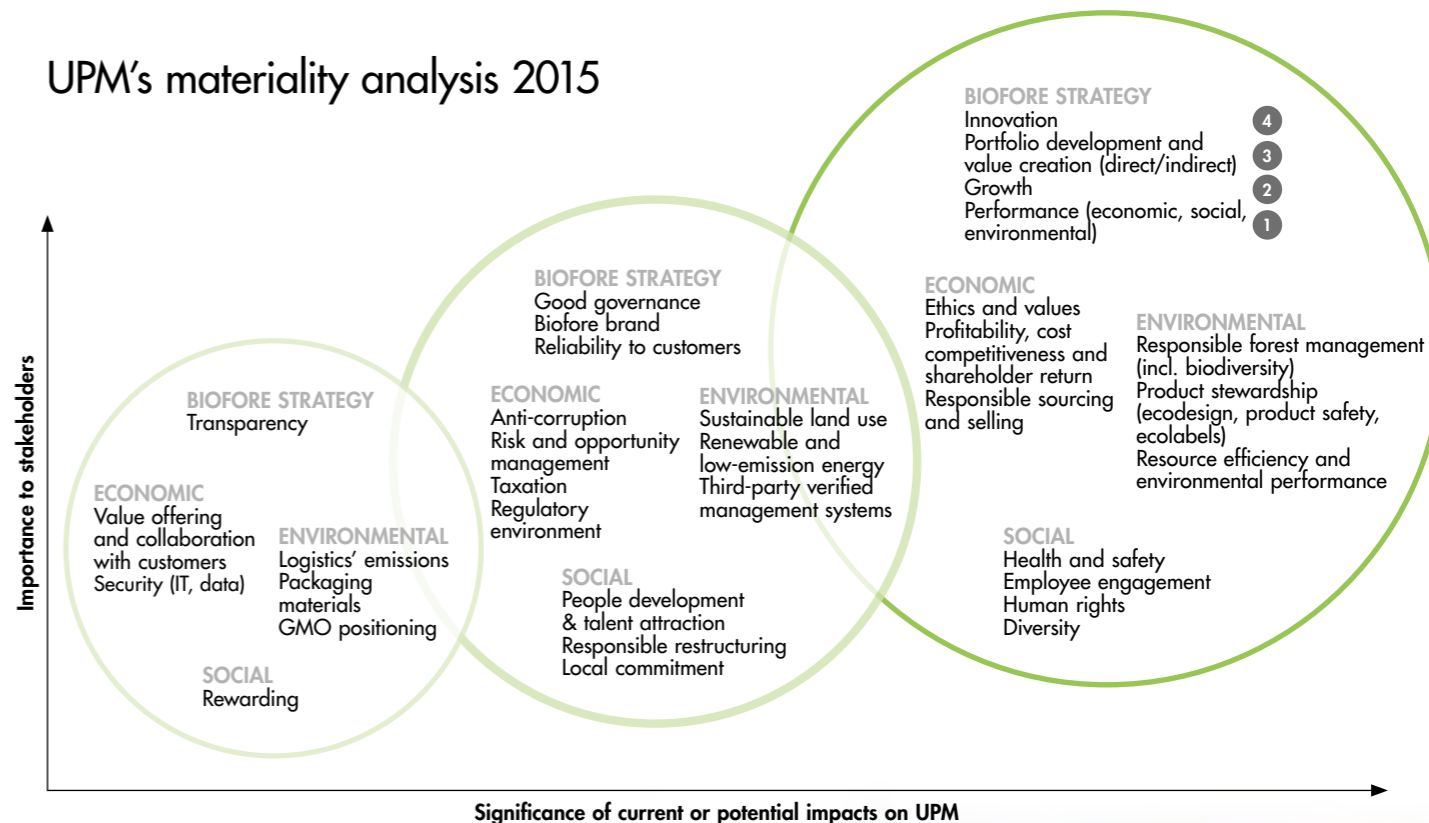 UPM's materiality analysis 2015
Importance to stakeholders
BIOFORE STRATEGY
Transparency
ECONOMIC
Value offering
and collaboration
with customers
Security (IT, data)
ENVIRONMENTAL
Logistics' emissions
Packaging
materials
GMO positioning
SOCIAL
Rewarding
BIOFORE STRATEGY
Good governance
Biofore brand
Reliability to customers
ECONOMIC
Anti-corruption
Risk and opportunity
management
Taxation
Regulatory
environment
ENVIRONMENTAL
Sustainable land use
Renewable and
low-emission energy
Third-party verified
management systems
SOCIAL
People development
& talent attraction
Responsible restructuring
Local commitment
BIOFORE STRATEGY
Innovation 4
Portfolio development and
value creation (direct/indirect) 3
Growth 2
Performance (economic, social, 1
environmental)
ECONOMIC
Ethics and values
Profitability, cost
competitiveness and
shareholder return
Responsible sourcing
and selling
ENVIRONMENTAL
Responsible forest management
(incl. biodiversity)
Product stewardship
(ecodesign, product safety,
ecolabels)
Resource efficiency and
environmental performance
SOCIAL
Health and safety
Employee engagement
Human rights
Diversity
Significance of current or potential impacts on UPM